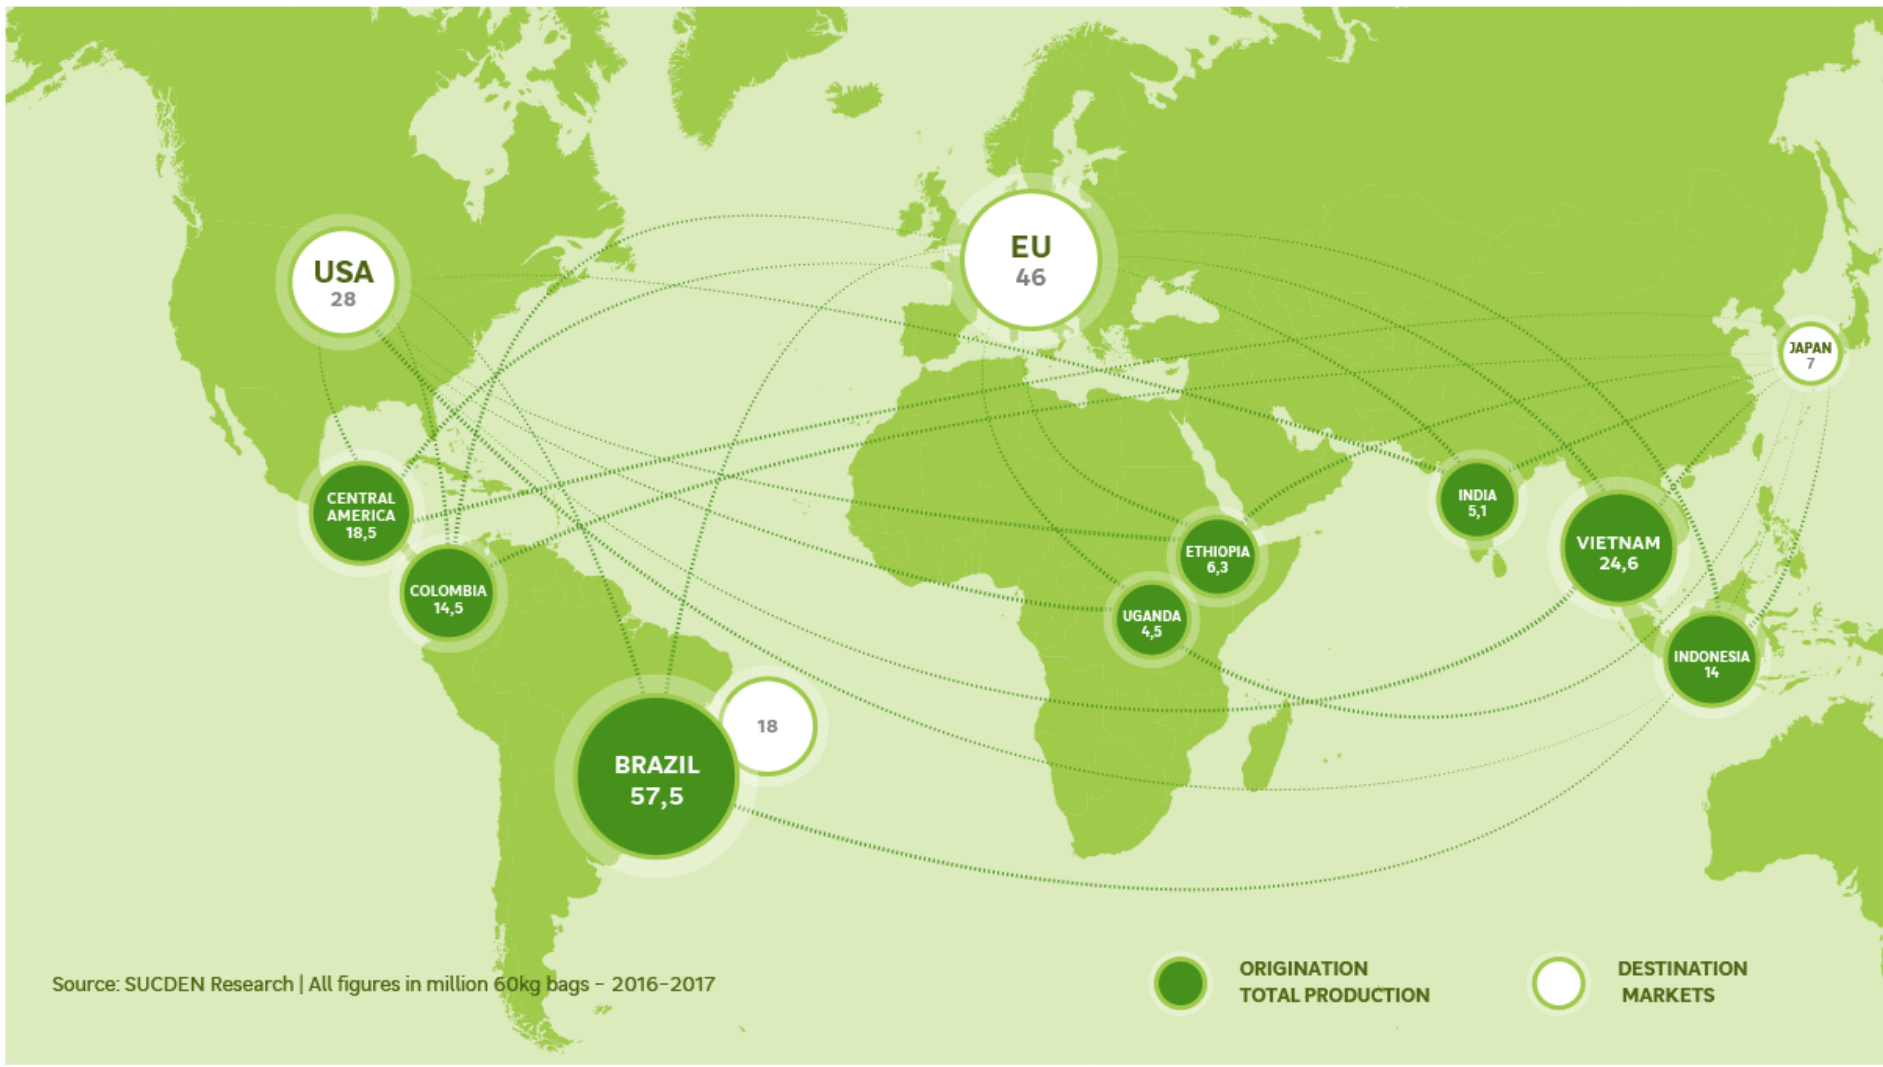 USA
28
EU
46
JAPAN
7
CENTRAL
AMERICA
18,5
COLOMBIA
14,5
BRAZIL
57,5
18
ETHIOPIA
6,3
UGANDA
4,5
INDIA
5,1
VIETNAM
24,6
INDONESIA
14
Source: SUCDEN Research | All figures in million 60kg bags - 2016-2017
ORIGINATION
TOTAL PRODUCTION
DESTINATION
MARKETS